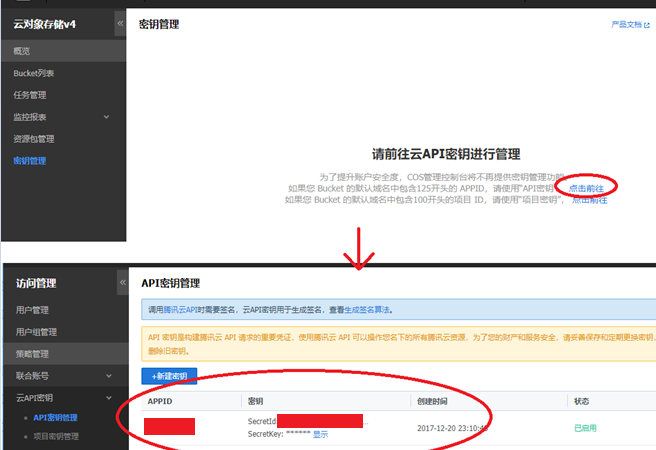 云对象存储v4
«
密钥管理
产品文档
概览
Bucket列表
任务管理
监控报表
资源包管理
密钥管理
请前往云API密钥进行管理
为了提升账户安全度，COS管理控制台将不再提供密钥管理功能，
如果您 Bucket 的默认域名中包含125开头的 APPID，请使用"API密钥"，点击前往
如果您 Bucket 的默认域名中包含100开头的项目 ID，请使用"项目密钥"，点击前往
访问管理
«
API密钥管理
用户管理
用户组管理
策略管理
联合账号
云API密钥
API密钥管理
项目密钥管理
调用腾讯云API时需要签名，云API密钥用于生成签名，查看生成签名算法。
API 密钥是构建腾讯云 API 请求的重要凭证，使用腾讯云 API 可以操作您名下的所有腾讯云资源，为了您的财产和服务安全，请妥善保存和定期更换密钥，
删除旧密钥。
+新建密钥
APPID 密钥 创建时间 状态
SecretId:
SecretKey: ****** 显示
2017-12-20 23:10:46
已启用